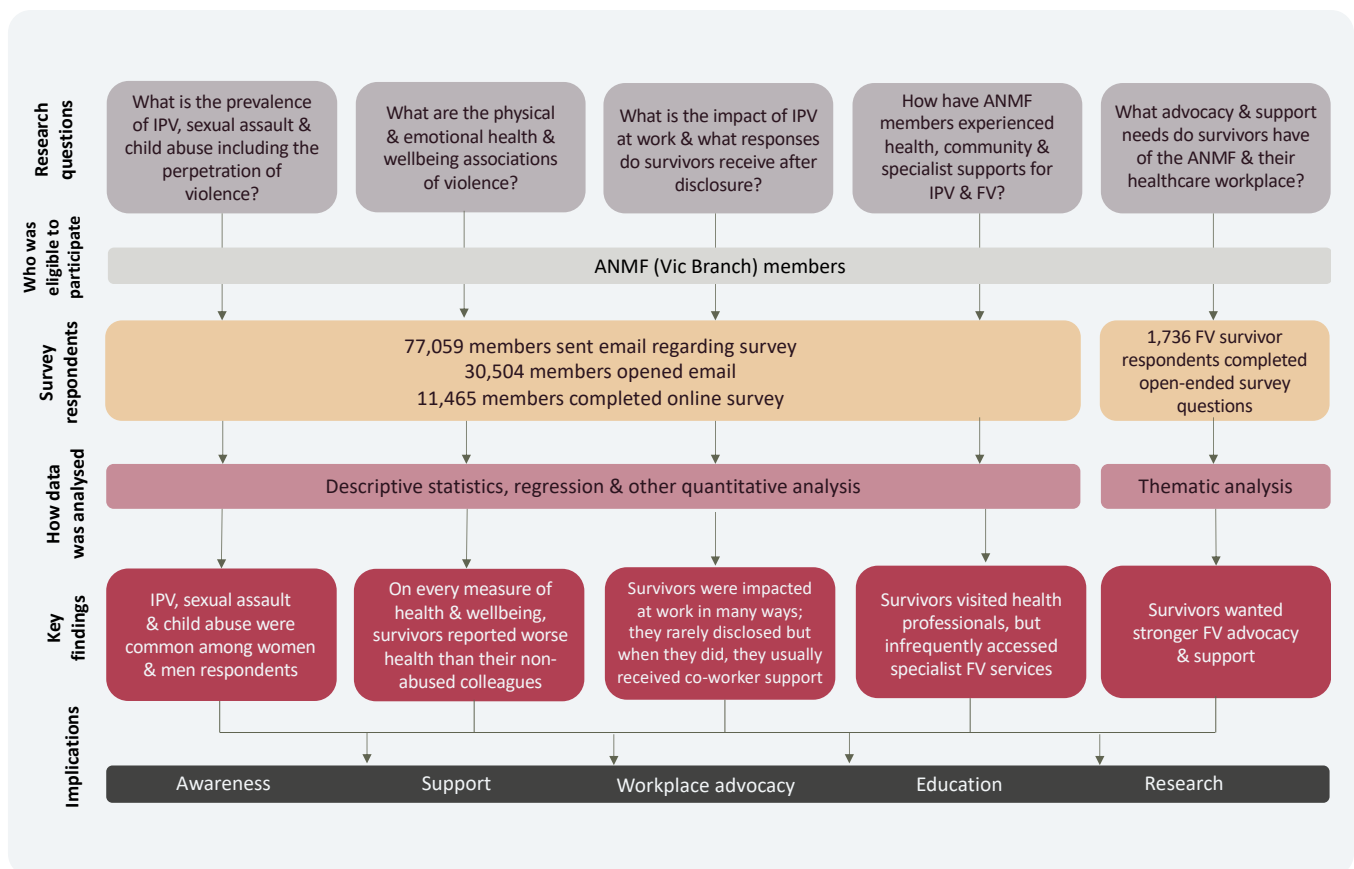 Research
questions
What is the prevalence
of IPV, sexual assault &
child abuse including the
perpetration of
violence?
What are the physical
& emotional health &
wellbeing associations
of violence?
What is the impact of IPV
at work & what responses
do survivors receive after
disclosure?
How have ANMF
members experienced
health, community &
specialist supports for
IPV & FV?
What advocacy & support
needs do survivors have
of the ANMF & their
healthcare workplace?
Who was
eligible to
participate
ANMF (Vic Branch) members
Survey
respondents
77,059 members sent email regarding survey
30,504 members opened email
11,465 members completed online survey
1,736 FV survivor
respondents completed
open-ended survey
questions
How data
was analysed
Descriptive statistics, regression & other quantitative analysis
Thematic analysis
Key
findings
IPV, sexual assault
& child abuse were
common among women
& men respondents
On every measure of
health & wellbeing,
survivors reported worse
health than their non-
abused colleagues
Survivors were impacted
at work in many ways;
they rarely disclosed but
when they did, they usually
received co-worker support
Survivors visited health
professionals, but
infrequently accessed
specialist FV services
Survivors wanted
stronger FV advocacy
& support
Implications
Awareness
Support
Workplace advocacy
Education
Research